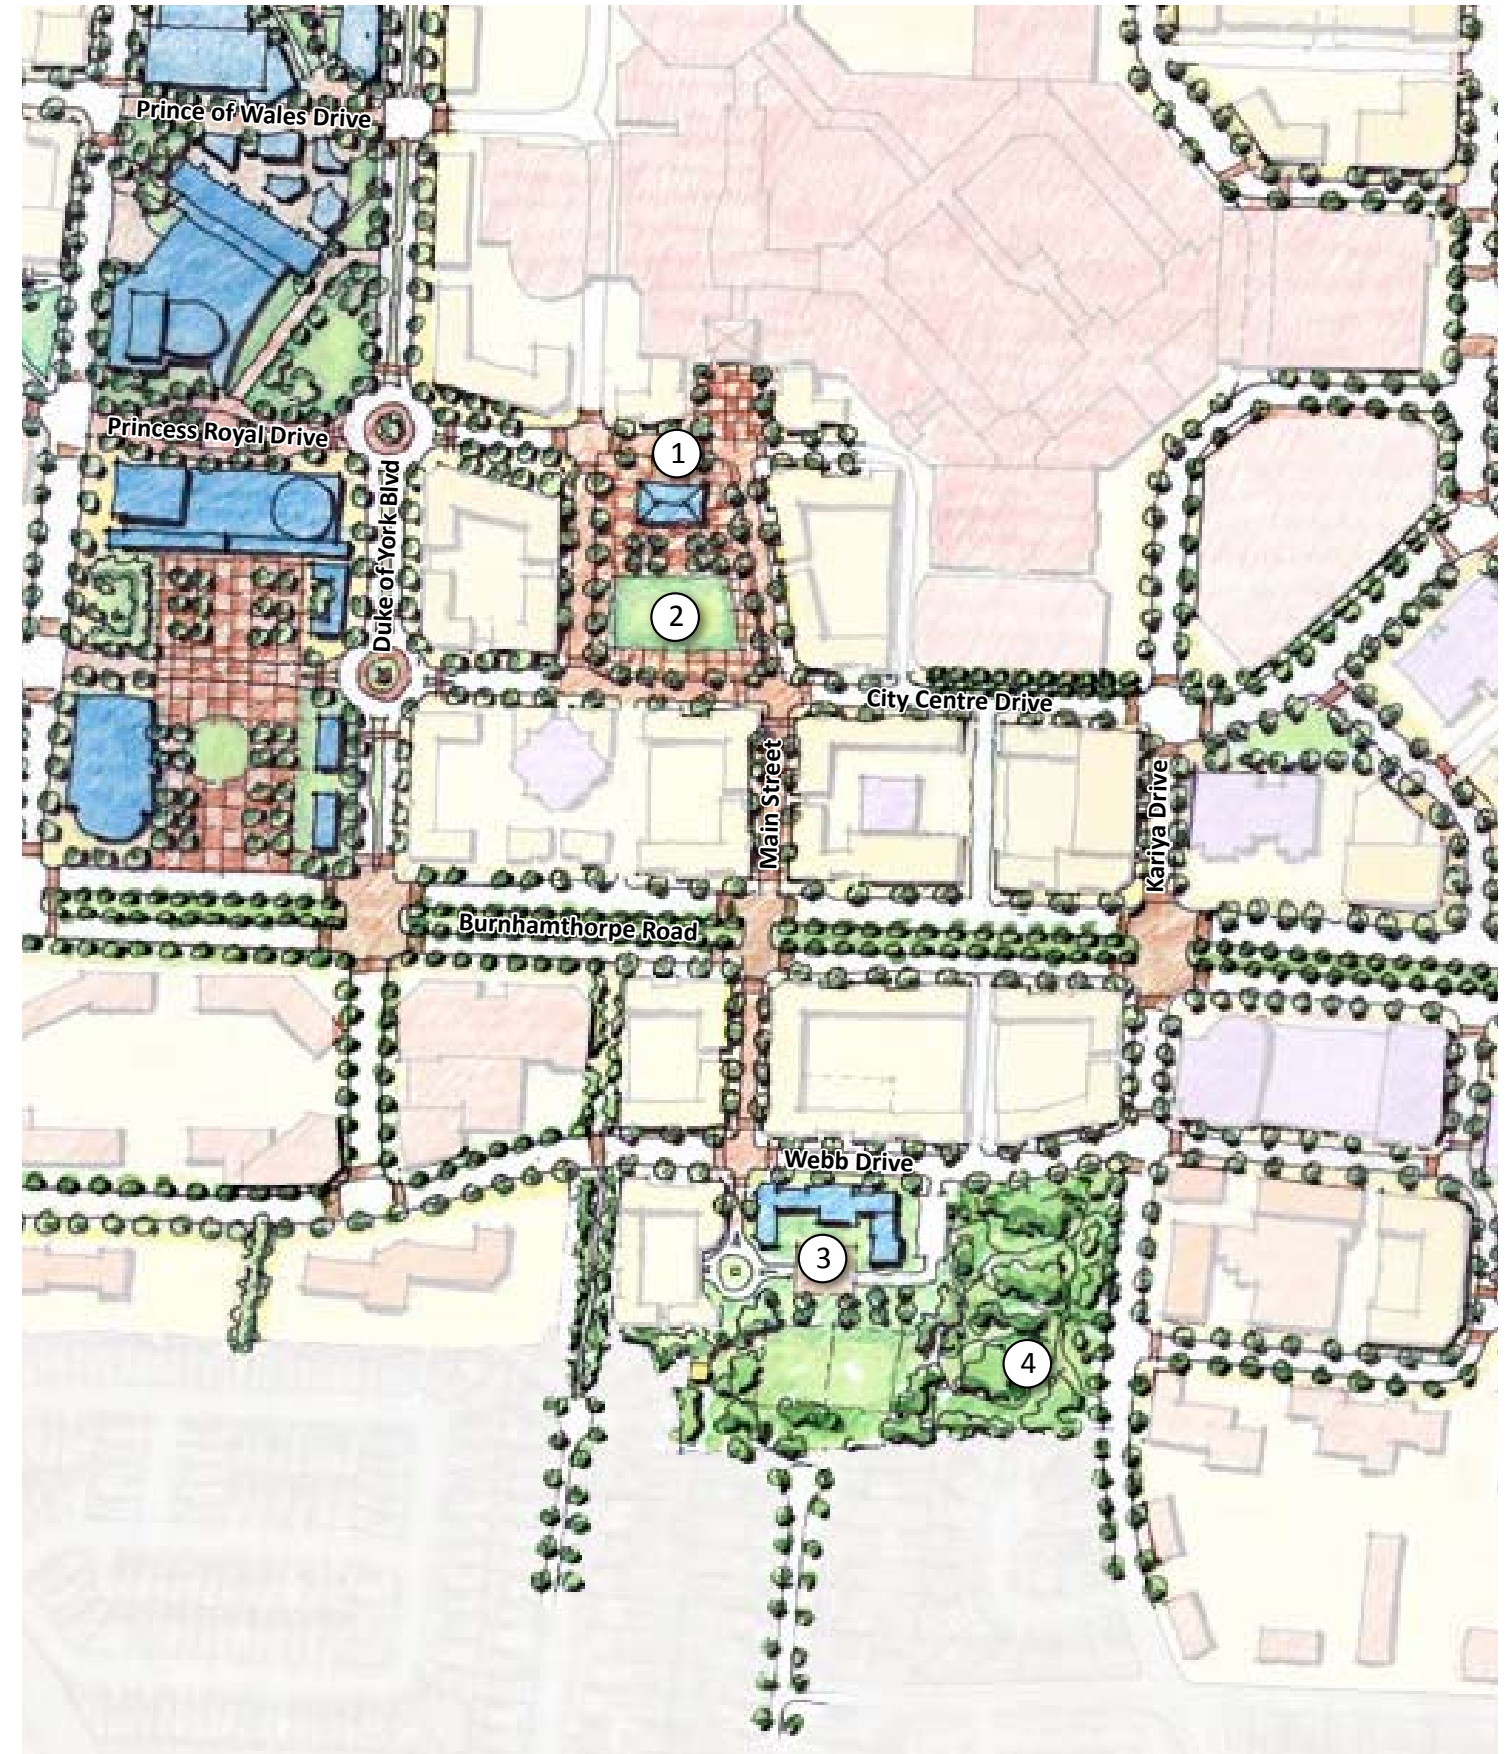 Prince of Wales Drive
Princess Royal Drive
1
Duke of York Blvd
2
City Centre Drive
Main Street
Kariya Drive
Burnhamthorpe Road
Webb Drive
3
4